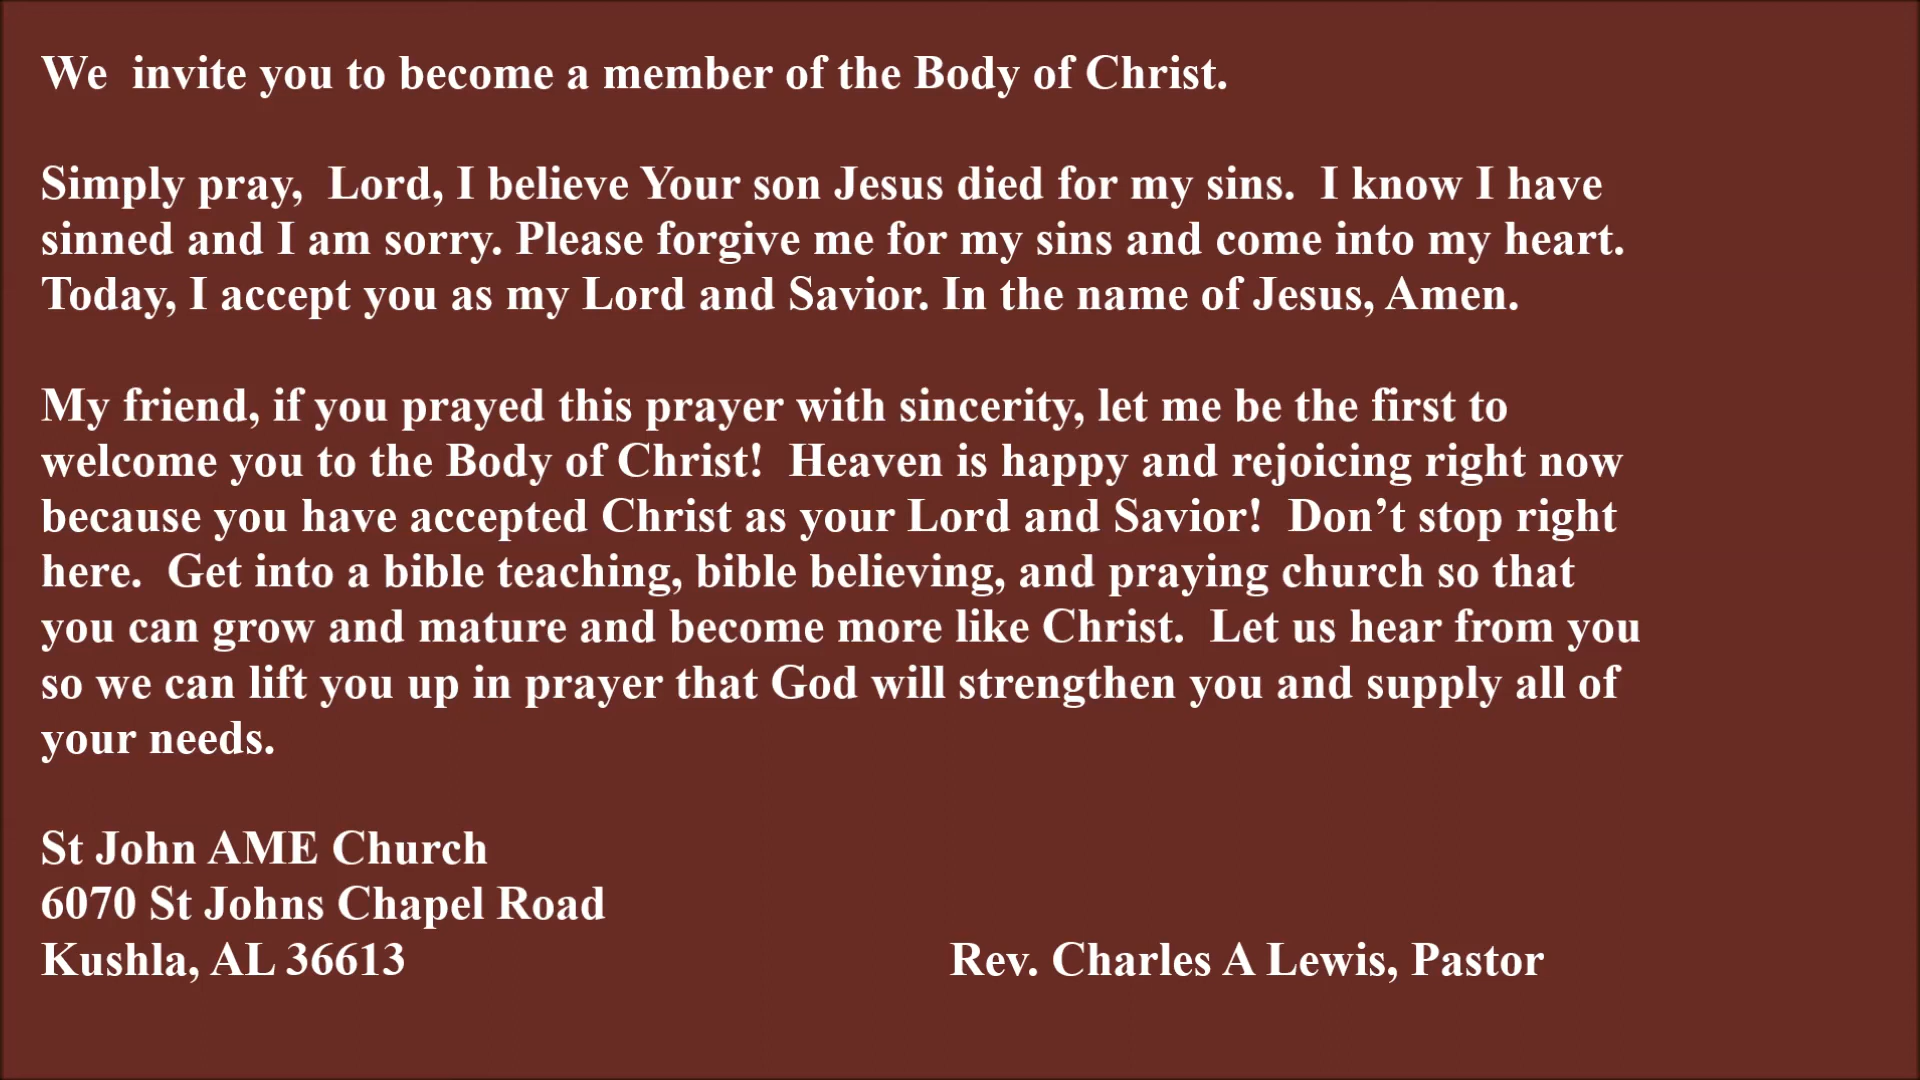 We  invite you to become a member of the Body of Christ.
Simply pray,  Lord, I believe Your son Jesus died for my sins.  I know I have
sinned and I am sorry. Please forgive me for my sins and come into my heart.
Today, I accept you as my Lord and Savior. In the name of Jesus, Amen.
My friend, if you prayed this prayer with sincerity, let me be the first to
welcome you to the Body of Christ!  Heaven is happy and rejoicing right now
because you have accepted Christ as your Lord and Savior!  Don’t stop right
here.  Get into a bible teaching, bible believing, and praying church so that
you can grow and mature and become more like Christ.  Let us hear from you
so we can lift you up in prayer that God will strengthen you and supply all of
your needs.
St John AME Church
6070 St Johns Chapel Road
Kushla, AL 36613
Rev. Charles A Lewis, Pastor